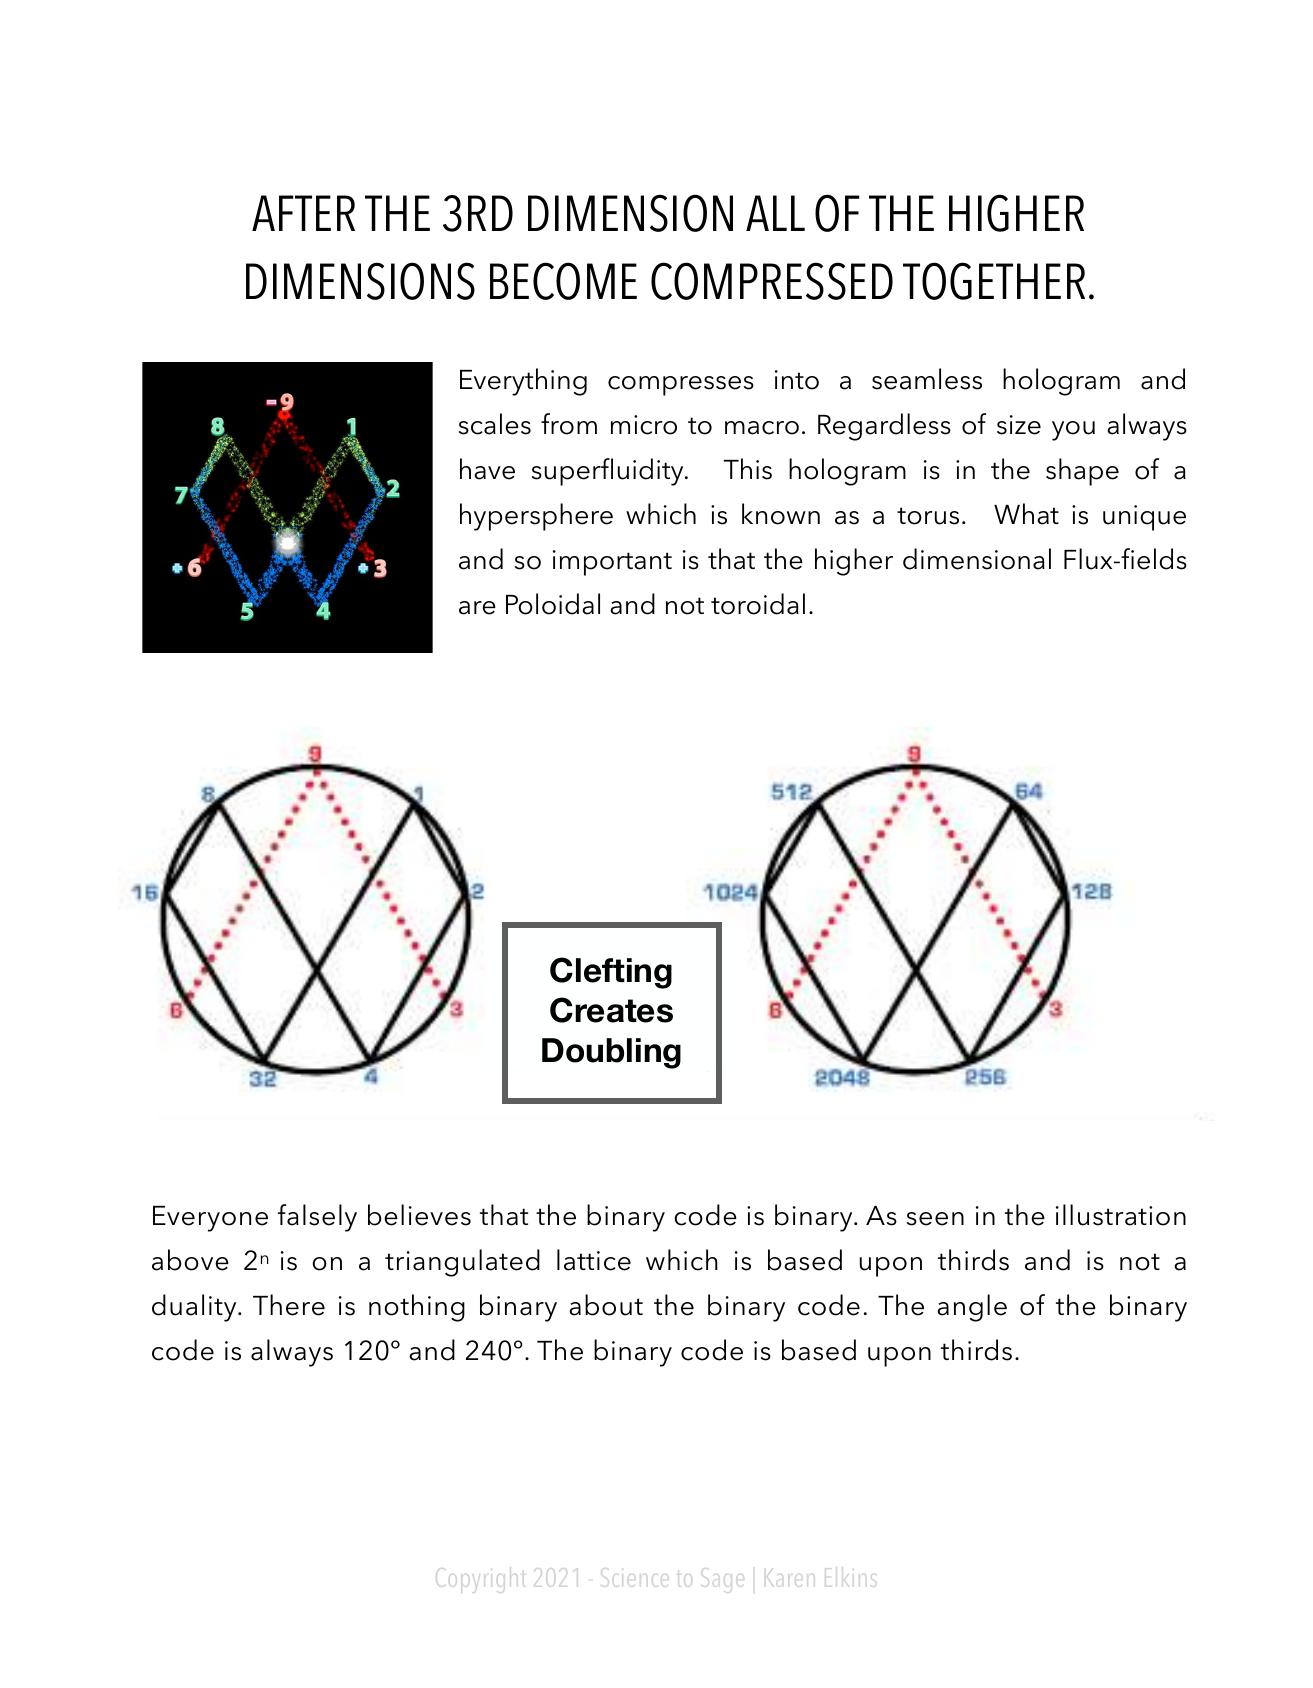 AFTER THE 3RD DIMENSION ALL OF THE HIGHER
DIMENSIONS BECOME COMPRESSED TOGETHER.
-9
8 1
7 2
+6 +3
5 4
Everything compresses into a seamless hologram and
scales from micro to macro. Regardless of size you always
have superfluidity. This hologram is in the shape of a
hypersphere which is known as a torus. What is unique
and so important is that the higher dimensional Flux-fields
are Poloidal and not toroidal.
9
8 1
16 2
6 3
32 4
Clefting
Creates
Doubling
9
512 64
1024 128
6 3
2048 256
Everyone falsely believes that the binary code is binary. As seen in the illustration
above 2ⁿ is on a triangulated lattice which is based upon thirds and is not a
duality. There is nothing binary about the binary code. The angle of the binary
code is always 120º and 240º. The binary code is based upon thirds.
Copyright 2021 - Science to Sage | Karen Elkins